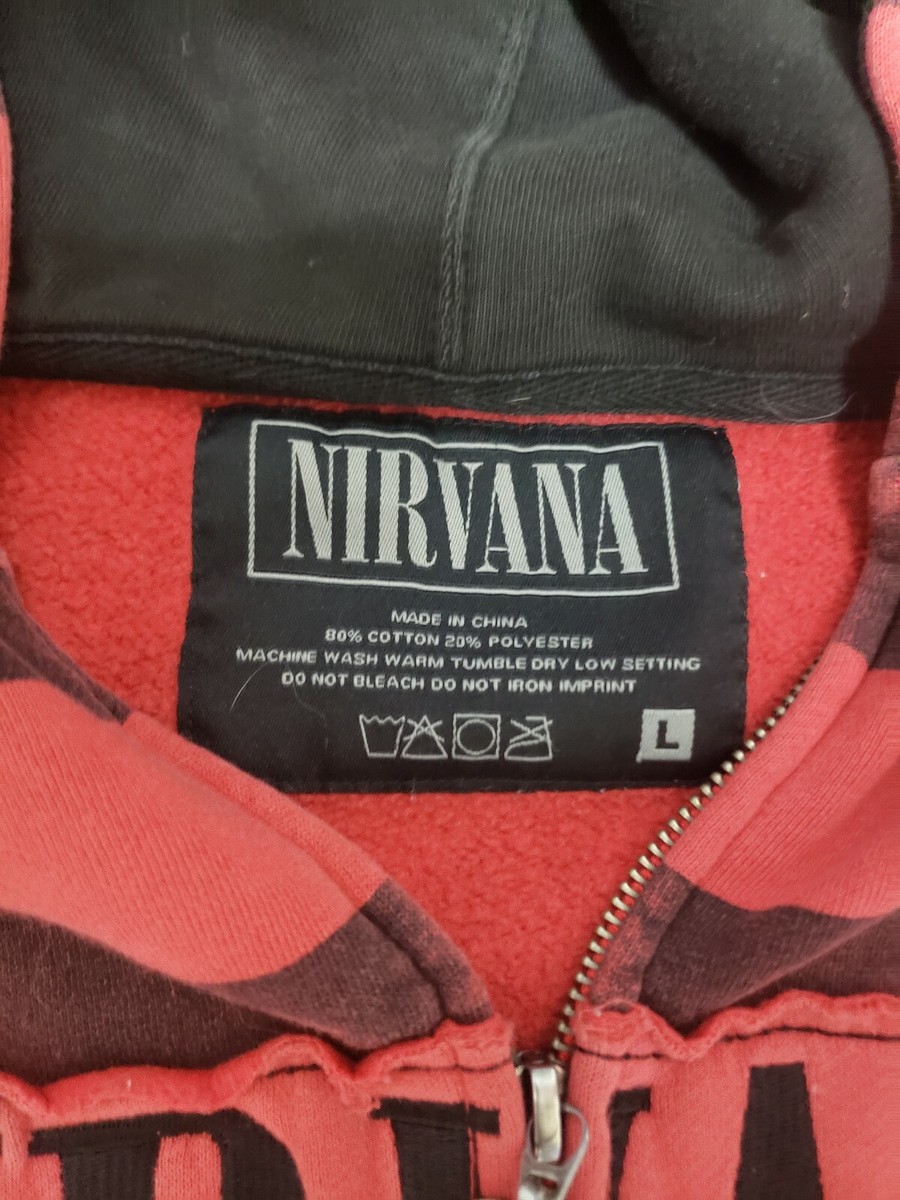 NIRVANA
MADE IN CHINA
80% COTTON 20% POLYESTER
MACHINE WASH WARM TUMBLE DRY LOW SETTING
DO NOT BLEACH DO NOT IRON IMPRINT
L